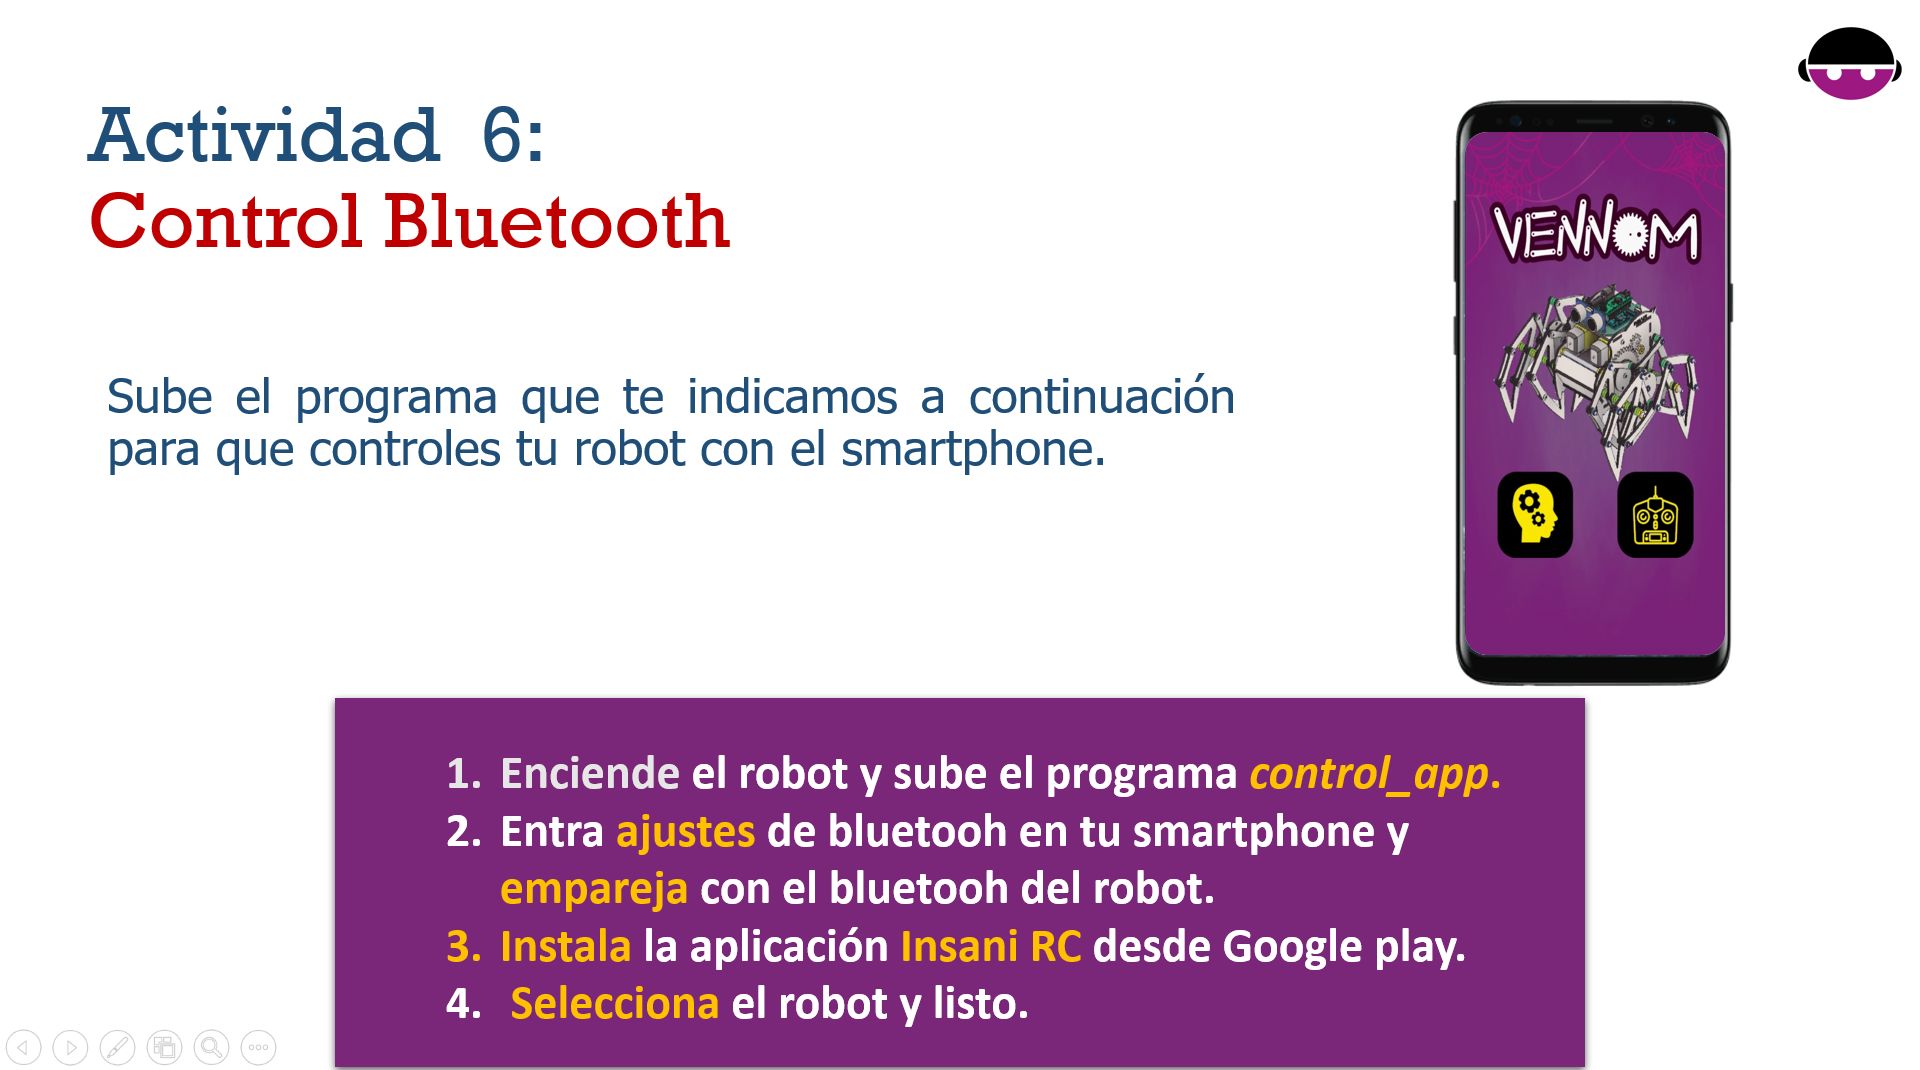 Actividad 6:
Control Bluetooth
VENNOM
Sube el programa que te indicamos a continuación
para que controles tu robot con el smartphone.
1. Enciende el robot y sube el programa control_app.
2. Entra ajustes de bluetooh en tu smartphone y
empareja con el bluetooh del robot.
3. Instala la aplicación Insani RC desde Google play.
4. Selecciona el robot y listo.